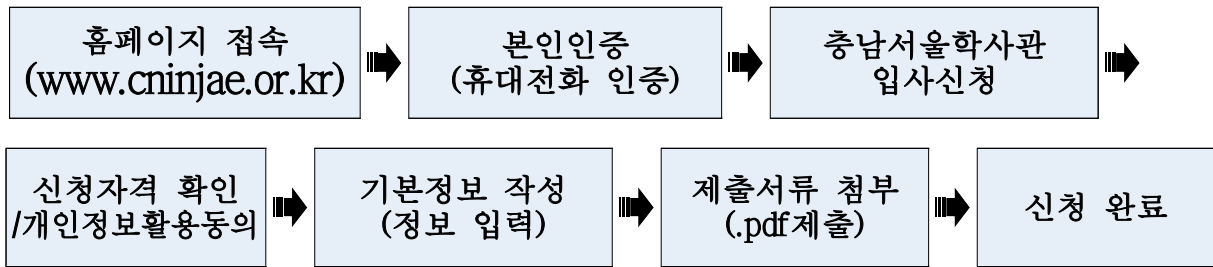 홈페이지 접속
(www.cninjae.or.kr)
본인인증
(휴대전화 인증)
충남서울학사관
입사신청
신청자격 확인
/개인정보활용동의
기본정보 작성
(정보 입력)
제출서류 첨부
(.pdf제출)
신청 완료